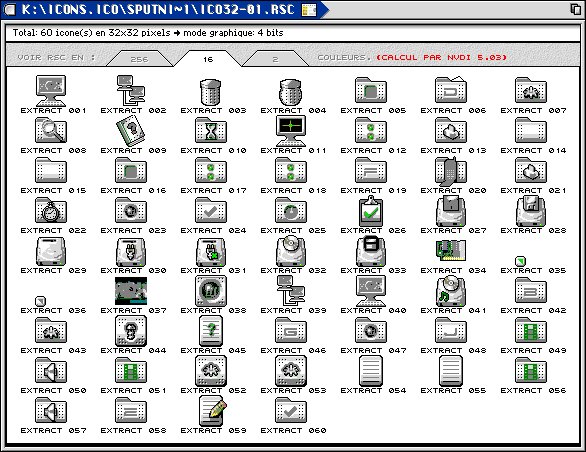 K:\ICONS.ICO\SPUTNI~1\ICO32-01.RSC
Total: 60 icone(s) en 32x32 pixels → mode graphique: 4 bits
VOIR RSC EN : 256 16 2 COULEURS. (CALCUL PAR NVDI 5.03)
EXTRACT 001 EXTRACT 002 EXTRACT 003 EXTRACT 004 EXTRACT 005 EXTRACT 006 EXTRACT 007
EXTRACT 008 EXTRACT 009 EXTRACT 010 EXTRACT 011 EXTRACT 012 EXTRACT 013 EXTRACT 014
EXTRACT 015 EXTRACT 016 EXTRACT 017 EXTRACT 018 EXTRACT 019 EXTRACT 020 EXTRACT 021
EXTRACT 022 EXTRACT 023 EXTRACT 024 EXTRACT 025 EXTRACT 026 EXTRACT 027 EXTRACT 028
EXTRACT 029 EXTRACT 030 EXTRACT 031 EXTRACT 032 EXTRACT 033 EXTRACT 034 EXTRACT 035
EXTRACT 036 EXTRACT 037 EXTRACT 038 EXTRACT 039 EXTRACT 040 EXTRACT 041 EXTRACT 042
EXTRACT 043 EXTRACT 044 EXTRACT 045 EXTRACT 046 EXTRACT 047 EXTRACT 048 EXTRACT 049
EXTRACT 050 EXTRACT 051 EXTRACT 052 EXTRACT 053 EXTRACT 054 EXTRACT 055 EXTRACT 056
EXTRACT 057 EXTRACT 058 EXTRACT 059 EXTRACT 060